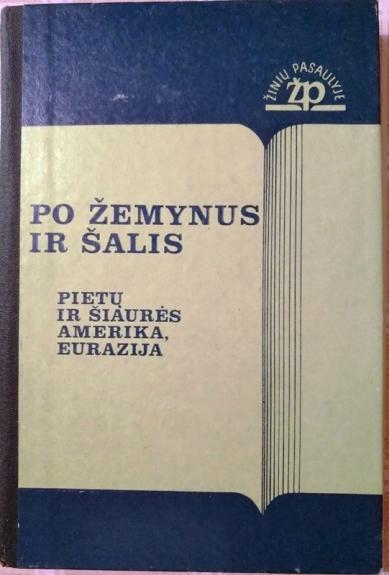 ŽINIŲ PASAULYJE
žp
PO ŽEMYNUS
IR ŠALIS
PIETŲ
IR ŠIAURĖS
AMERIKA,
EURAZIJA